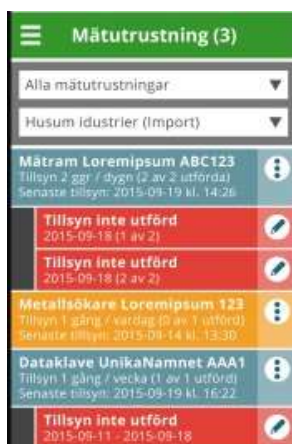 Mätutrustning (3)
Alla mätutrustningar
Husum idustrier (Import)
Mätram Loremipsum ABC123
Tillsyn 2 ggr / dygn (2 av 2 utförda)
Senaste tillsyn: 2015-09-19 kl. 14:26
Tillsyn inte utförd
2015-09-18 (1 av 2)
Tillsyn inte utförd
2015-09-18 (2 av 2)
Metallsökare Loremipsum 123
Tillsyn 1 gång / vardag (0 av 1 utförd)
Senaste tillsyn: 2015-09-14 kl. 13:30
Dataklave UnikaNamnet AAA1
Tillsyn 1 gång / vecka (1 av 1 utförd)
Senaste tillsyn: 2015-09-19 kl. 16:22
Tillsyn inte utförd
2015-09-11 - 2015-09-18